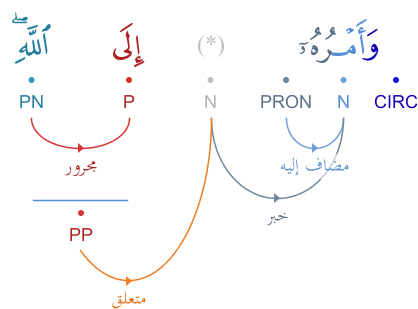 وَأَمْرُهُۥٓ (*) إِلَى ٱللَّهِۖ
CIRC N PRON N P PN
مضاف إليه
مجرور
خبر
PP
متعلق